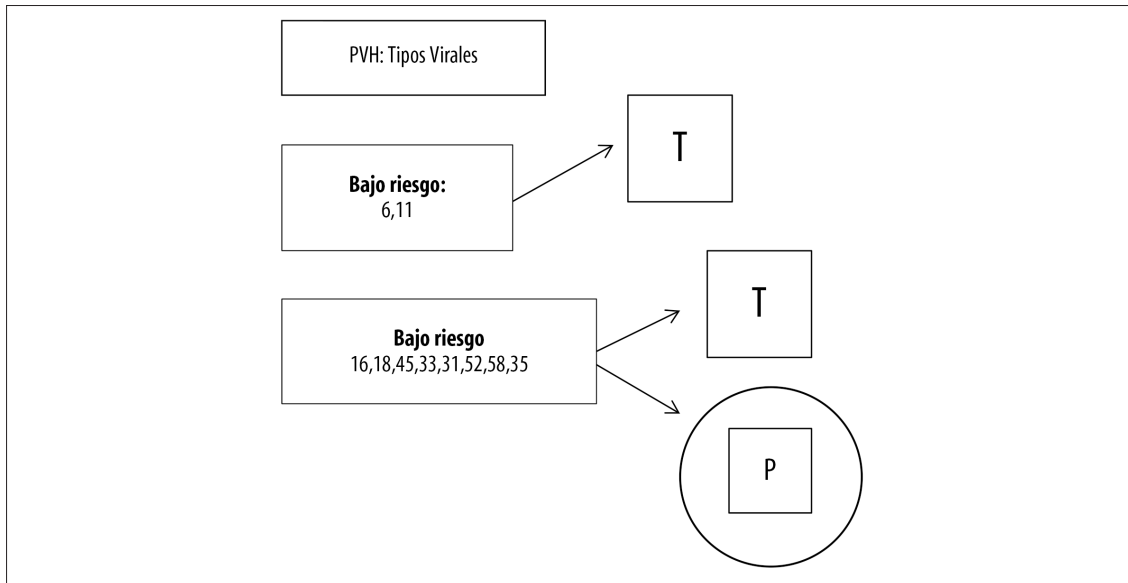 PVH: Tipos Virales
Bajo riesgo:
6,11
T
Bajo riesgo
16,18,45,33,31,52,58,35
T
P